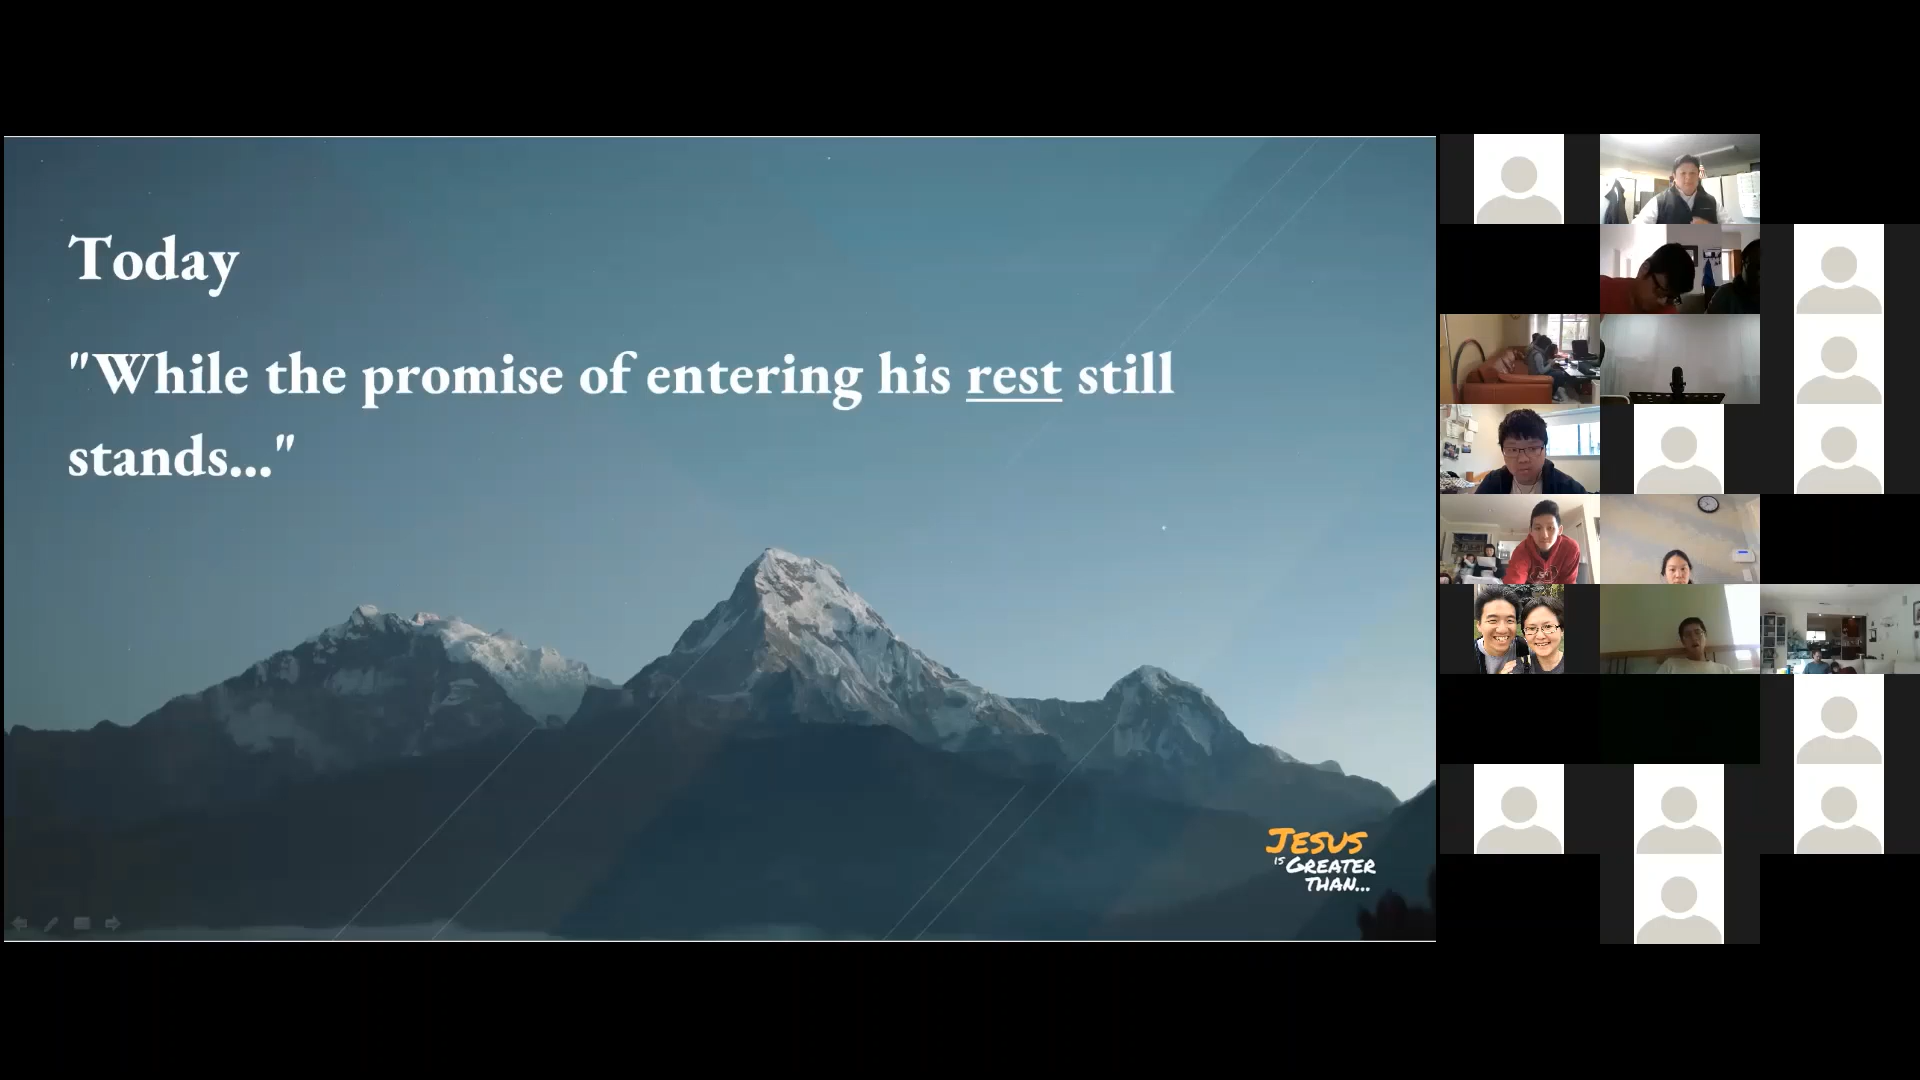 Today
"While the promise of entering his rest still
stands..."
JESUS
IS GREATER
THAN...